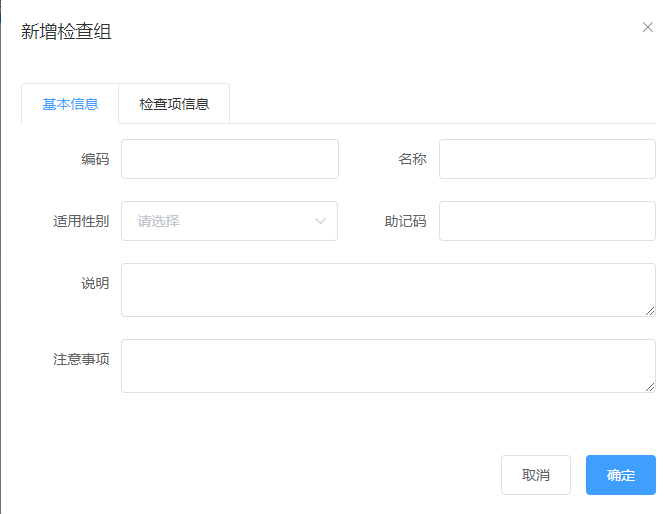 新增检查组
基本信息 检查项信息
编码 名称
适用性别 请选择 助记码
说明
注意事项
取消 确定